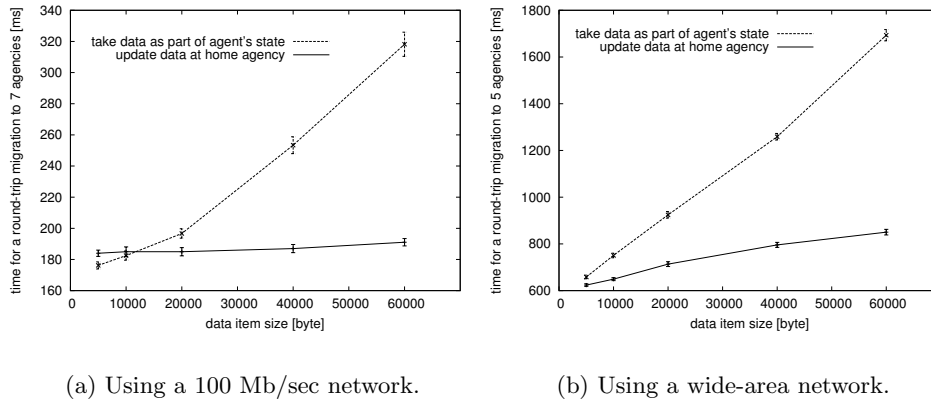 time for a round-trip migration to 7 agencies [ms]
340
320
300
280
260
240
220
200
180
160
take data as part of agent's state
update data at home agency
0 10000 20000 30000 40000 50000 60000
data item size [byte]
(a) Using a 100 Mb/sec network.
time for a round-trip migration to 5 agencies [ms]
1800
1600
1400
1200
1000
800
600
take data as part of agent's state
update data at home agency
0 10000 20000 30000 40000 50000 60000
data item size [byte]
(b) Using a wide-area network.